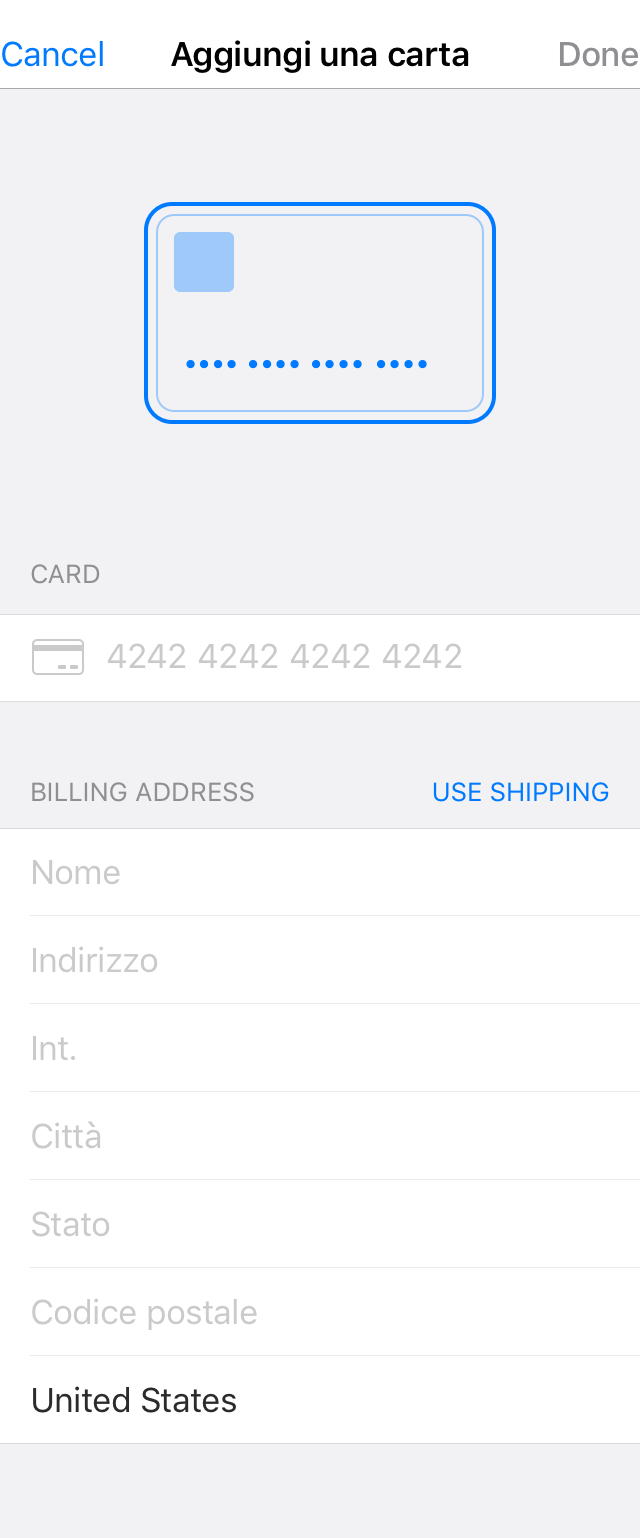 Cancel Aggiungi una carta Done
•••• •••• •••• ••••
CARD
4242 4242 4242 4242
BILLING ADDRESS USE SHIPPING
Nome
Indirizzo
Int.
Città
Stato
Codice postale
United States